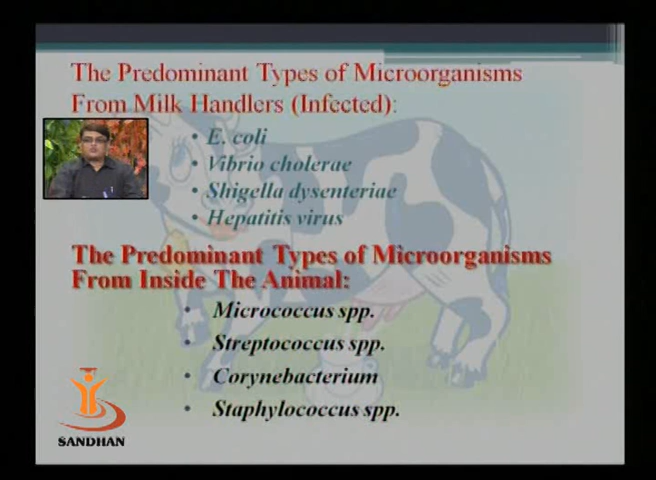 The Predominant Types of Microorganisms
From Milk Handlers (Infected):
• E. coli
• Vibrio cholerae
• Shigella dysenteriae
• Hepatitis virus
The Predominant Types of Microorganisms
From Inside The Animal:
• Micrococcus spp.
• Streptococcus spp.
• Corynebacterium
• Staphylococcus spp.
SANDHAN